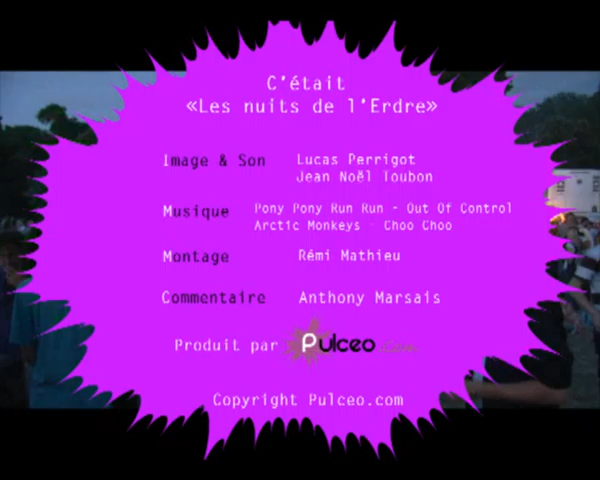 C'était
«Les nuits de l'Erdre»
Image & Son Lucas Perrigot
Jean Noël Toubon
Musique Pony Pony Run Run - Out Of Control
Arctic Monkeys - Choo Choo
Montage Rémi Mathieu
Commentaire Anthony Marsais
Produit par Pulceo.com
Copyright Pulceo.com